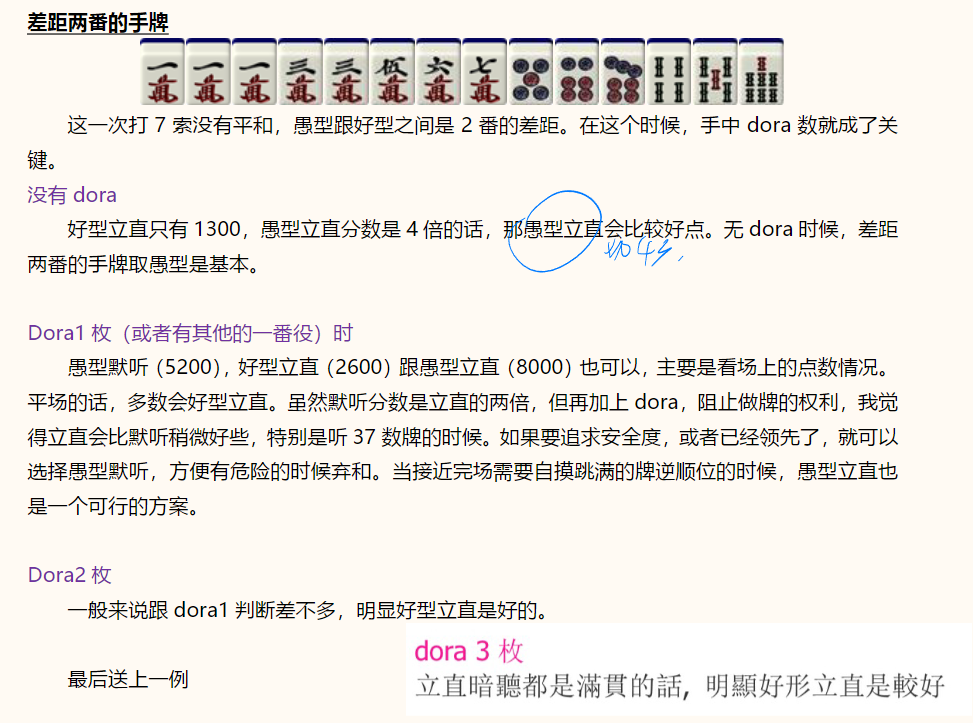 差距两番的手牌
一萬 一萬 一萬 三萬 三萬 伍萬 六萬 七萬
这一次打 7 索没有平和，愚型跟好型之间是 2 番的差距。在这个时候，手中 dora 数就成了关
键。
没有 dora
好型立直只有 1300，愚型立直分数是 4 倍的话，那愚型立直会比较好点。无 dora 时候，差距
切4s
两番的手牌取愚型是基本。
Dora1 枚（或者有其他的一番役）时
愚型默听（5200），好型立直（2600）跟愚型立直（8000）也可以，主要是看场上的点数情况。
平场的话，多数会好型立直。虽然默听分数是立直的两倍，但再加上 dora，阻止做牌的权利，我觉
得立直会比默听稍微好些，特别是听 37 数牌的时候。如果要追求安全度，或者已经领先了，就可以
选择愚型默听，方便有危险的时候弃和。当接近完场需要自摸跳满的牌逆顺位的时候，愚型立直也
是一个可行的方案。
Dora2 枚
一般来说跟 dora1 判断差不多，明显好型立直是好的。
dora 3 枚
立直暗聽都是滿貫的話, 明顯好形立直是較好
最后送上一例